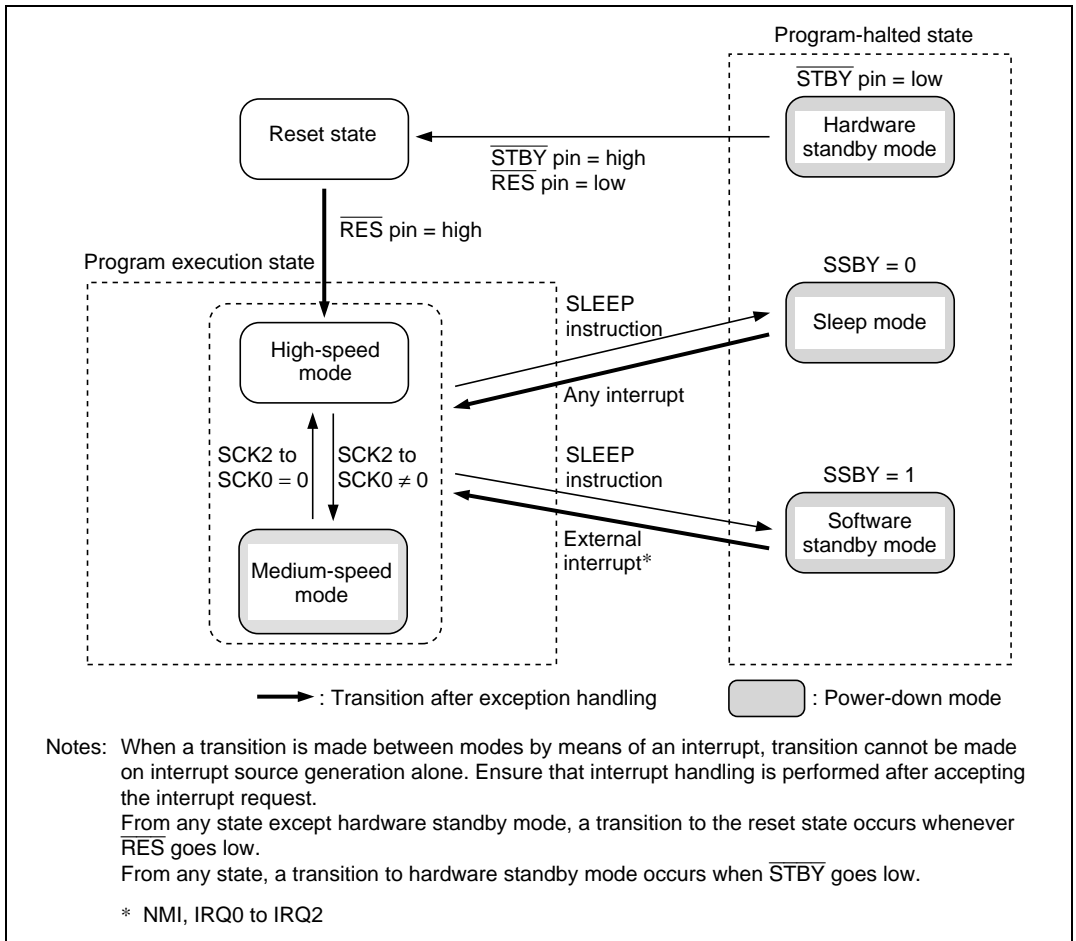 Program-halted state
STBY pin = low
Reset state
Hardware
standby mode
STBY pin = high
RES pin = low
RES pin = high
Program execution state
SSBY = 0
SLEEP
instruction
Sleep mode
High-speed
mode
Any interrupt
SCK2 to
SCK0 = 0
SCK2 to
SCK0 ≠ 0
SLEEP
instruction
SSBY = 1
Software
standby mode
External
interrupt*
Medium-speed
mode
: Transition after exception handling
: Power-down mode
Notes: When a transition is made between modes by means of an interrupt, transition cannot be made
on interrupt source generation alone. Ensure that interrupt handling is performed after accepting
the interrupt request.
From any state except hardware standby mode, a transition to the reset state occurs whenever
RES goes low.
From any state, a transition to hardware standby mode occurs when STBY goes low.
* NMI, IRQ0 to IRQ2